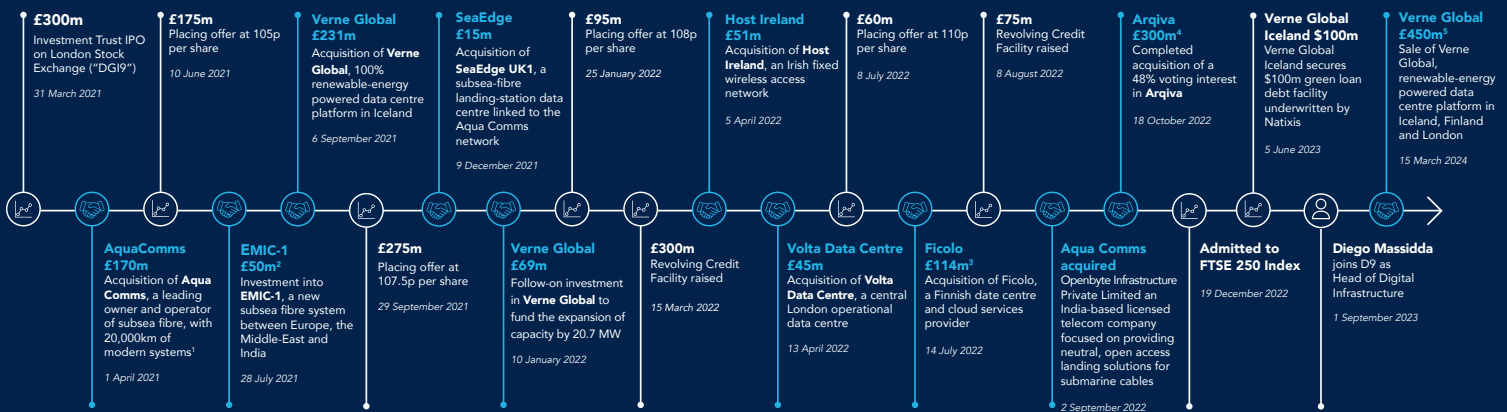 £300m
Investment Trust IPO
on London Stock
Exchange (“DGI9”)
31 March 2021
£175m
Placing offer at 105p
per share
10 June 2021
Verne Global
£231m
Acquisition of Verne
Global, 100%
renewable-energy
powered data centre
platform in Iceland
6 September 2021
SeaEdge
£15m
Acquisition of
SeaEdge UK1, a
subsea-fibre
landing-station data
centre linked to the
Aqua Comms
network
9 December 2021
£95m
Placing offer at 108p
per share
25 January 2022
Host Ireland
£51m
Acquisition of Host
Ireland, an Irish fixed
wireless access
network
5 April 2022
£60m
Placing offer at 110p
per share
8 July 2022
£75m
Revolving Credit
Facility raised
8 August 2022
Arqiva
£300m⁴
Completed
acquisition of a
48% voting interest
in Arqiva
18 October 2022
Verne Global
Iceland $100m
Verne Global
Iceland secures
$100m green loan
debt facility
underwritten by
Natixis
5 June 2023
Verne Global
£450m⁵
Sale of Verne
Global,
renewable-energy
powered data
centre platform in
Iceland, Finland
and London
15 March 2024
AquaComms
£170m
Acquisition of Aqua
Comms, a leading
owner and operator
of subsea fibre, with
20,000km of
modern systems¹
1 April 2021
EMIC-1
£50m²
Investment into
EMIC-1, a new
subsea fibre system
between Europe, the
Middle-East and
India
28 July 2021
£275m
Placing offer at
107.5p per share
29 September 2021
Verne Global
£69m
Follow-on investment
in Verne Global to
fund the expansion of
capacity by 20.7 MW
10 January 2022
£300m
Revolving Credit
Facility raised
15 March 2022
Volta Data Centre
£45m
Acquisition of Volta
Data Centre, a central
London operational
data centre
13 April 2022
Ficolo
£114m³
Acquisition of Ficolo,
a Finnish date centre
and cloud services
provider
14 July 2022
Aqua Comms
acquired
Openbyte Infrastructure
Private Limited an
India-based licensed
telecom company
focused on providing
neutral, open access
landing solutions for
submarine cables
2 September 2022
Admitted to
FTSE 250 Index
19 December 2022
Diego Massidda
joins D9 as
Head of Digital
Infrastructure
1 September 2023